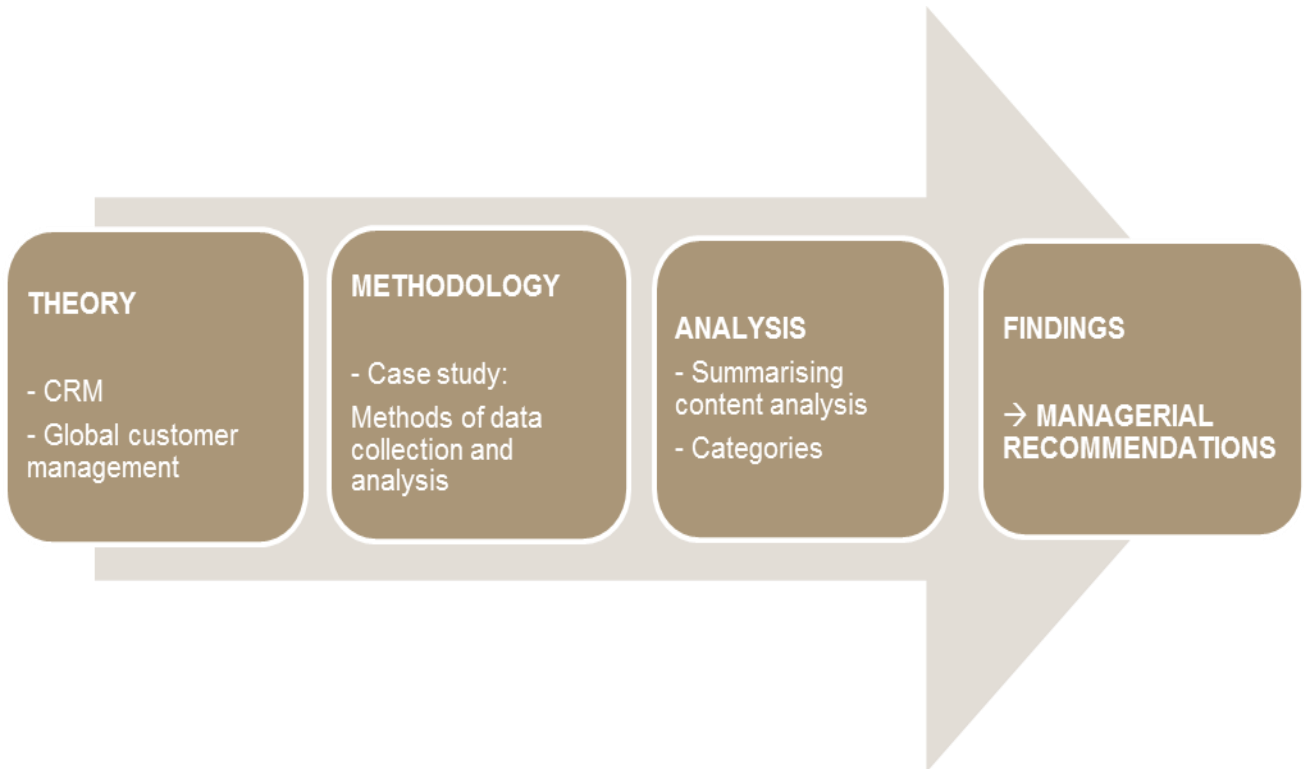 THEORY
- CRM
- Global customer
management
METHODOLOGY
- Case study:
Methods of data
collection and
analysis
ANALYSIS
- Summarising
content analysis
- Categories
FINDINGS
→ MANAGERIAL
RECOMMENDATIONS